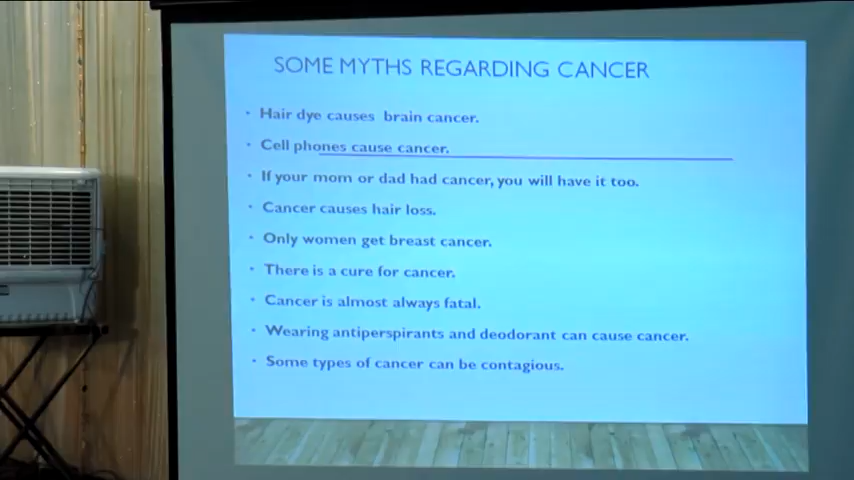 SOME MYTHS REGARDING CANCER
• Hair dye causes brain cancer.
• Cell phones cause cancer.
• If your mom or dad had cancer, you will have it too.
• Cancer causes hair loss.
• Only women get breast cancer.
• There is a cure for cancer.
• Cancer is almost always fatal.
• Wearing antiperspirants and deodorant can cause cancer.
• Some types of cancer can be contagious.